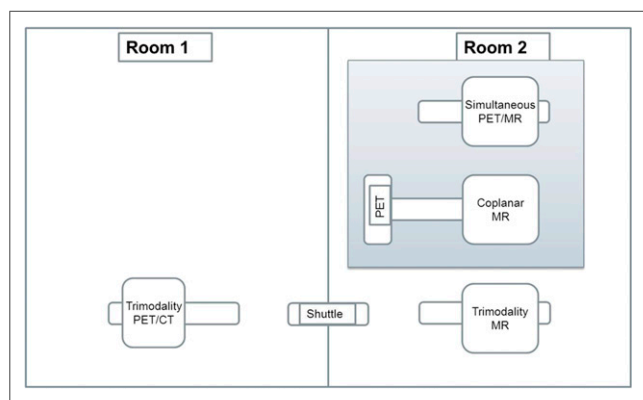 Room 1
Room 2
Simultaneous
PET/MR
PET
Coplanar
MR
Trimodality
PET/CT
Shuttle
Trimodality
MR